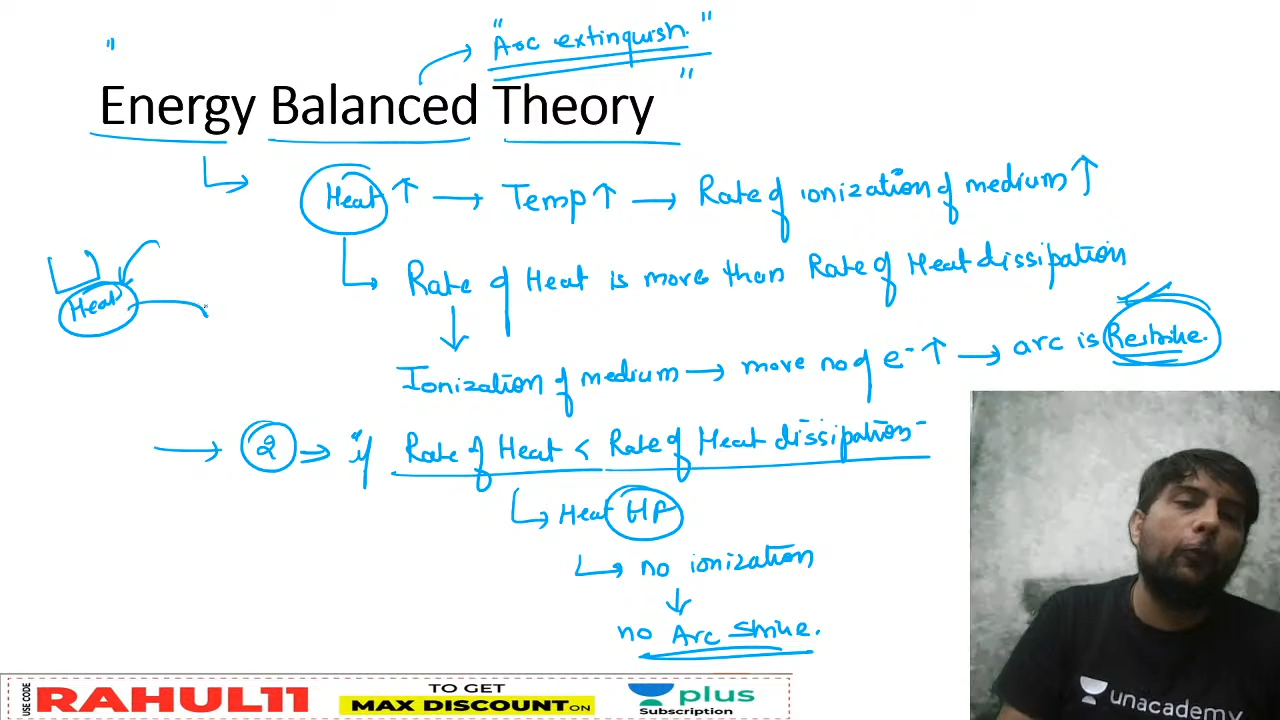 "Arc extinguish."
"Energy Balanced Theory"
Heat ↑ → Temp ↑ → Rate of ionization of medium ↑
Heat
Rate of Heat is more than Rate of Heat dissipation
Ionization of medium → more no of e⁻ ↑ → arc is Restrike.
→ 2 ⇒ if Rate of Heat < Rate of Heat dissipation
Heat
no ionization
no Arc Strike.
USE CODE
RAHUL11
TO GET
MAX DISCOUNT ON
plus
Subscription
unacademy